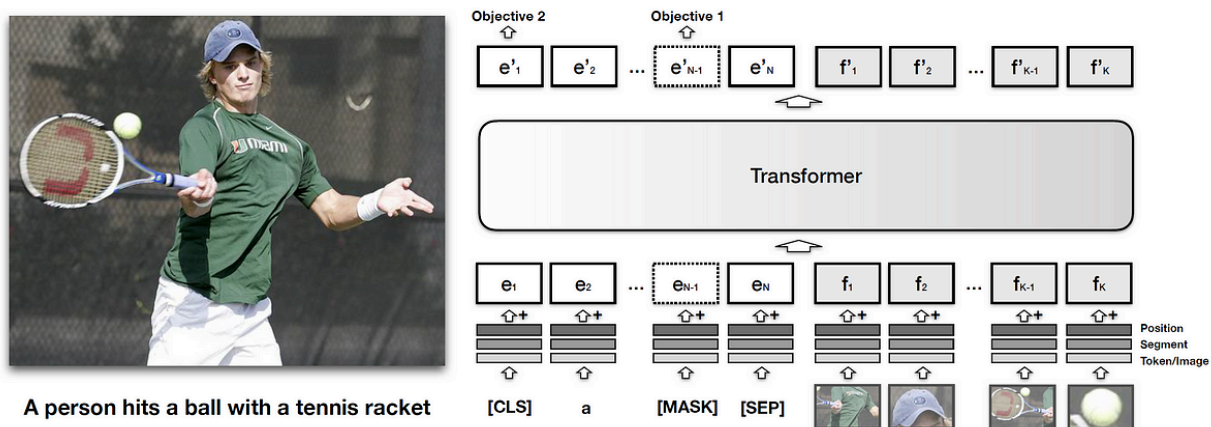 Objective 2
Objective 1
e'1 e'2 ... e'N-1 e'N f'1 f'2 ... f'K-1 f'K
Transformer
e1 e2 ... eN-1 eN f1 f2 ... fK-1 fK
+ + + + + + + +
Position
Segment
Token/Image
[CLS] a [MASK] [SEP]
MIAMI
A person hits a ball with a tennis racket